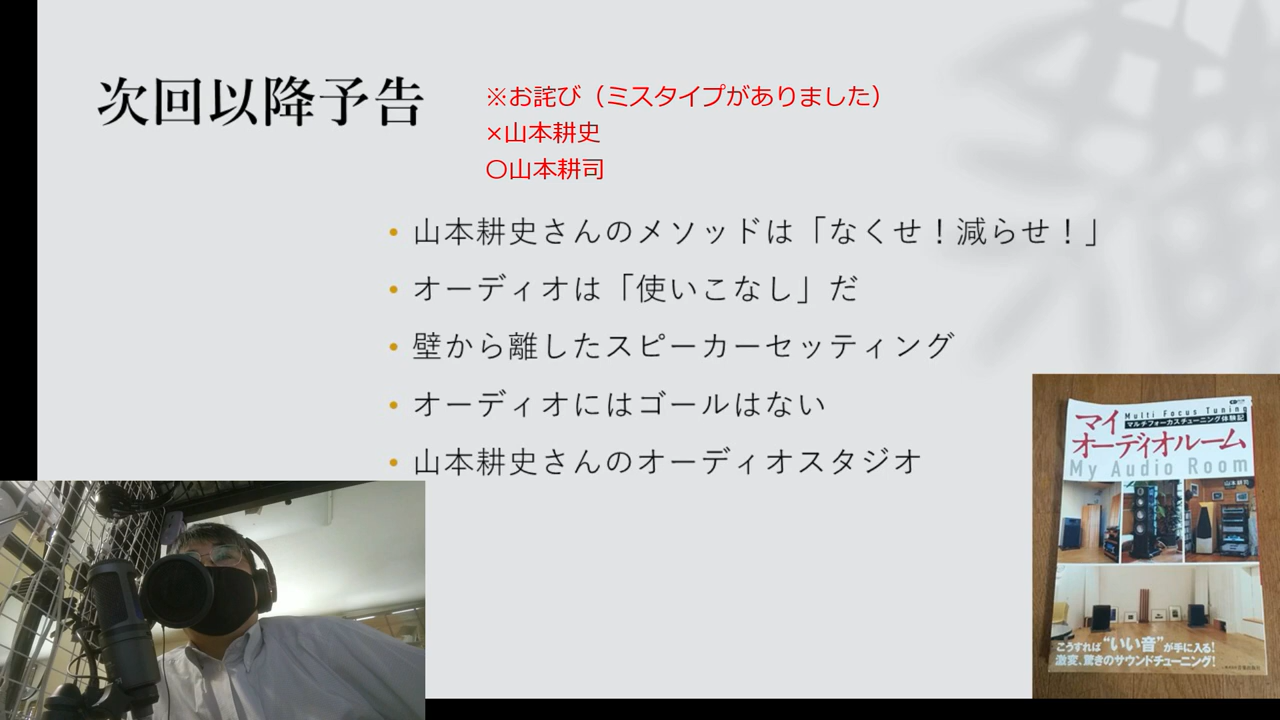 次回以降予告
※お詫び（ミスタイプがありました）
×山本耕史
〇山本耕司
• 山本耕史さんのメソッドは「なくせ！減らせ！」
• オーディオは「使いこなし」だ
• 壁から離したスピーカーセッティング
• オーディオにはゴールはない
• 山本耕史さんのオーディオスタジオ
Multi Focus Tuning
マルチフォーカスチューニング体験記
マイ
オーディオルーム
My Audio Room
山本耕司
こうすれば“いい音”が手に入る!
激変、驚きのサウンドチューニング!